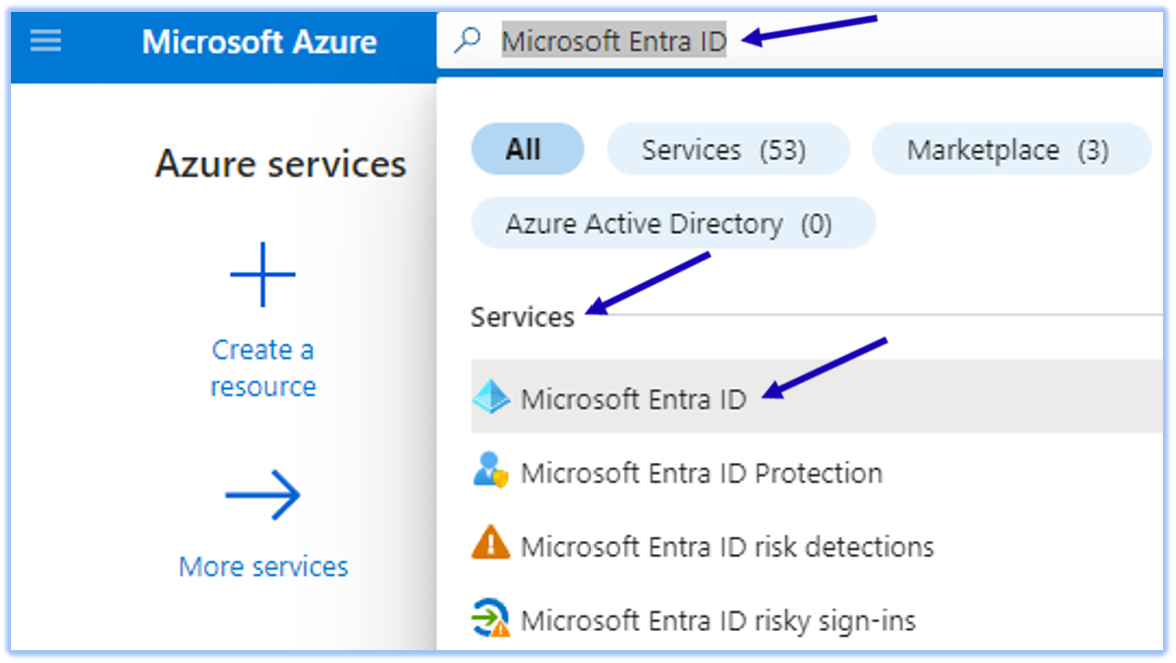 Microsoft Azure
Microsoft Entra ID
Azure services
Create a
resource
More services
All
Services (53)
Marketplace (3)
Azure Active Directory (0)
Services
Microsoft Entra ID
Microsoft Entra ID Protection
Microsoft Entra ID risk detections
Microsoft Entra ID risky sign-ins